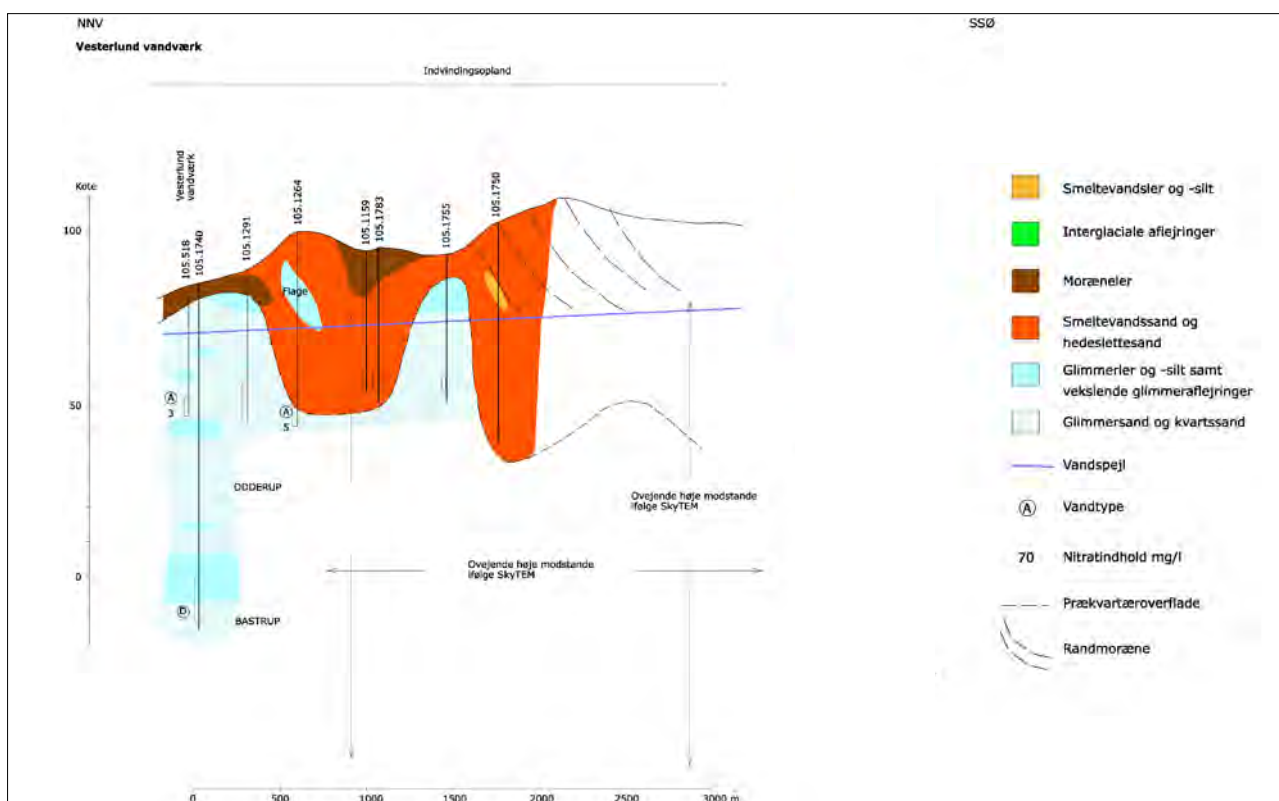 NNV
SSØ
Vesterlund vandværk
Indvindingsopland
Kote
100
50
0
Vesterlund
vandværk
105.518
105.1740
105.1291
105.1264
105.1159
105.1783
105.1755
105.1750
Flage
A
3
A
5
ODDERUP
D
BASTRUP
Ovejende høje modstande
ifølge SkyTEM
Ovejende høje modstande
ifølge SkyTEM
0
500
1000
1500
2000
2500
3000 m
Smeltevandsler og -silt
Interglaciale aflejringer
Moræneler
Smeltevandssand og
hedeslettesand
Glimmerler og -silt samt
vekslende glimmeraflejringer
Glimmersand og kvartssand
Vandspejl
A
Vandtype
70
Nitratindhold mg/l
Prækvartæroverflade
Randmoræne